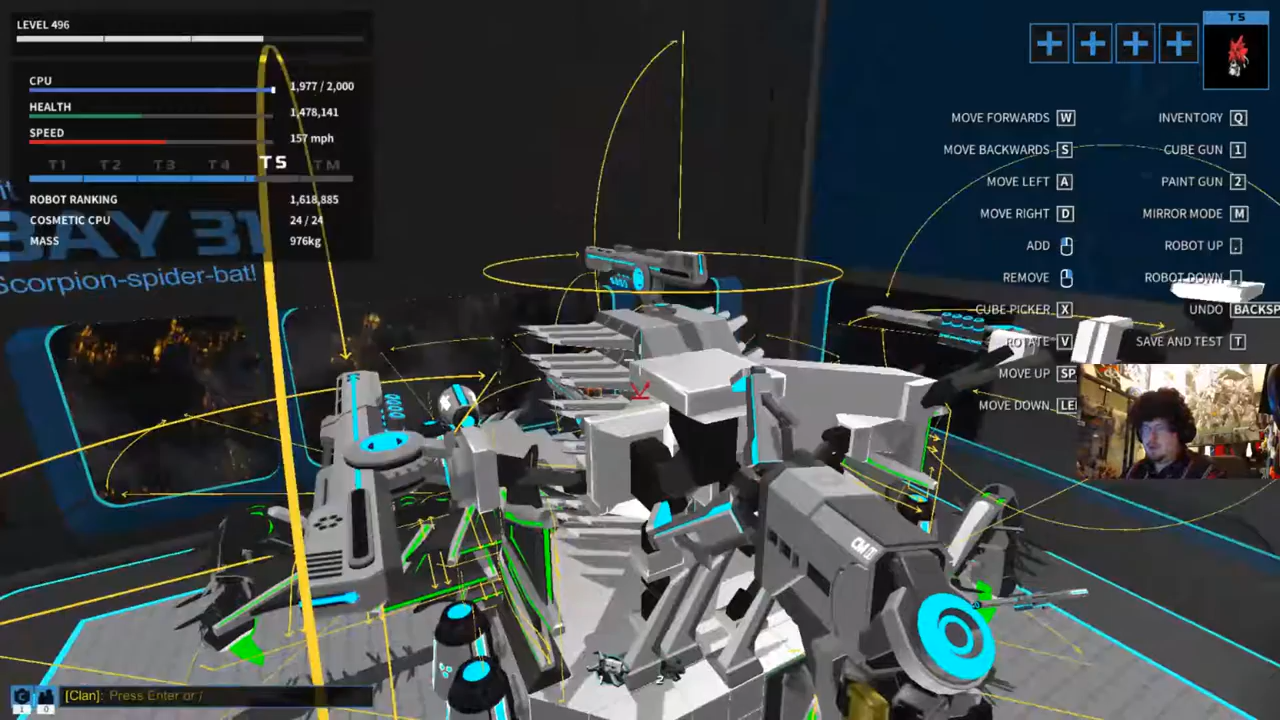 LEVEL 496
CPU 1,977 / 2,000
HEALTH 1,478,141
SPEED 157 mph
T1 T2 T3 T4 T5 TM
ROBOT RANKING 1,618,885
COSMETIC CPU 24 / 24
MASS 976kg
it
BAY 31
Scorpion-spider-bat!
T5
MOVE FORWARDS W
MOVE BACKWARDS S
MOVE LEFT A
MOVE RIGHT D
ADD
REMOVE
CUBE PICKER X
ROTATE V
MOVE UP SP
MOVE DOWN LE
INVENTORY Q
CUBE GUN 1
PAINT GUN 2
MIRROR MODE M
ROBOT UP .
ROBOT DOWN
UNDO BACKSP
SAVE AND TEST T
[Clan]: Press Enter or /
1 0